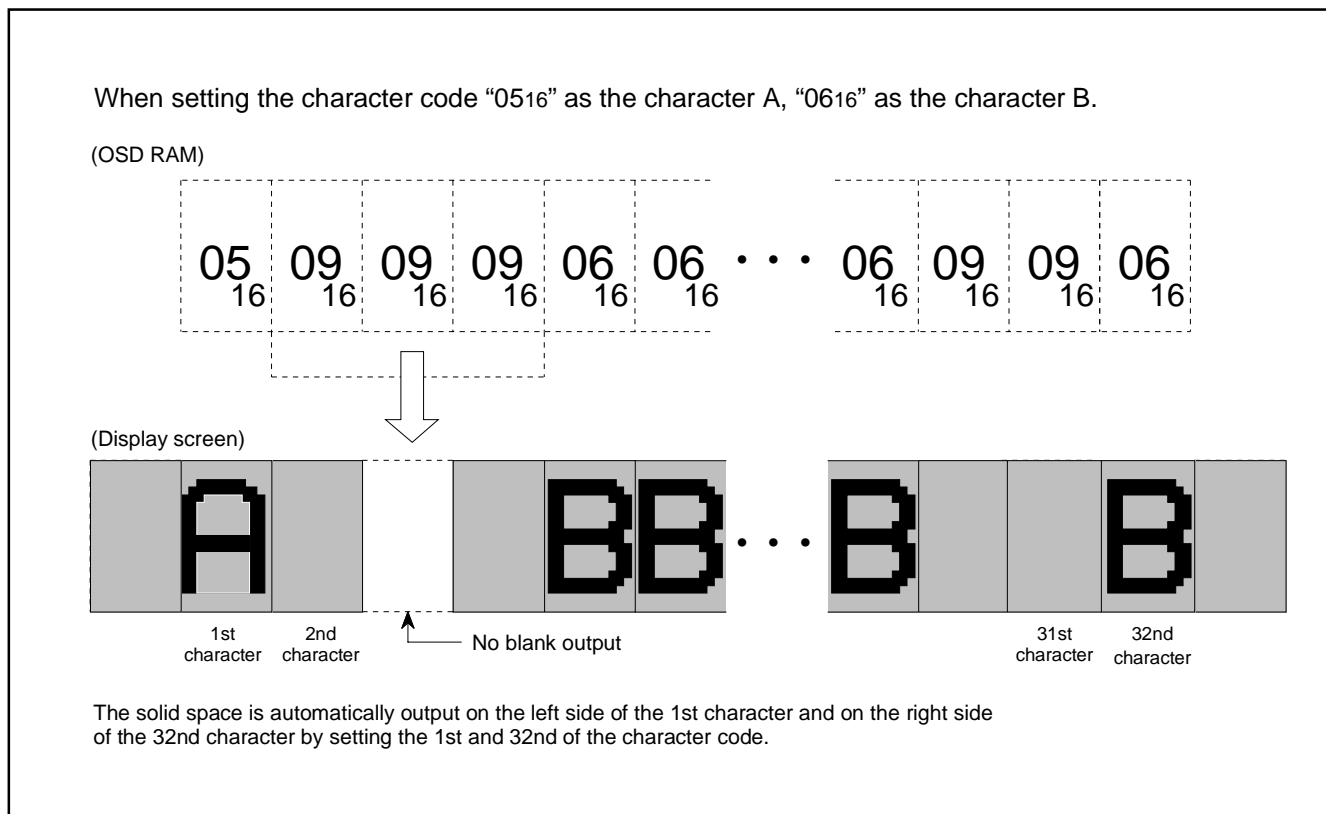 When setting the character code “0516” as the character A, “0616” as the character B.
(OSD RAM)
05 16 09 16 09 16 09 16 06 16 06 16 • • • 06 16 09 16 09 16 06 16
(Display screen)
A B B • • • B B
1st character 2nd character No blank output 31st character 32nd character
The solid space is automatically output on the left side of the 1st character and on the right side
of the 32nd character by setting the 1st and 32nd of the character code.